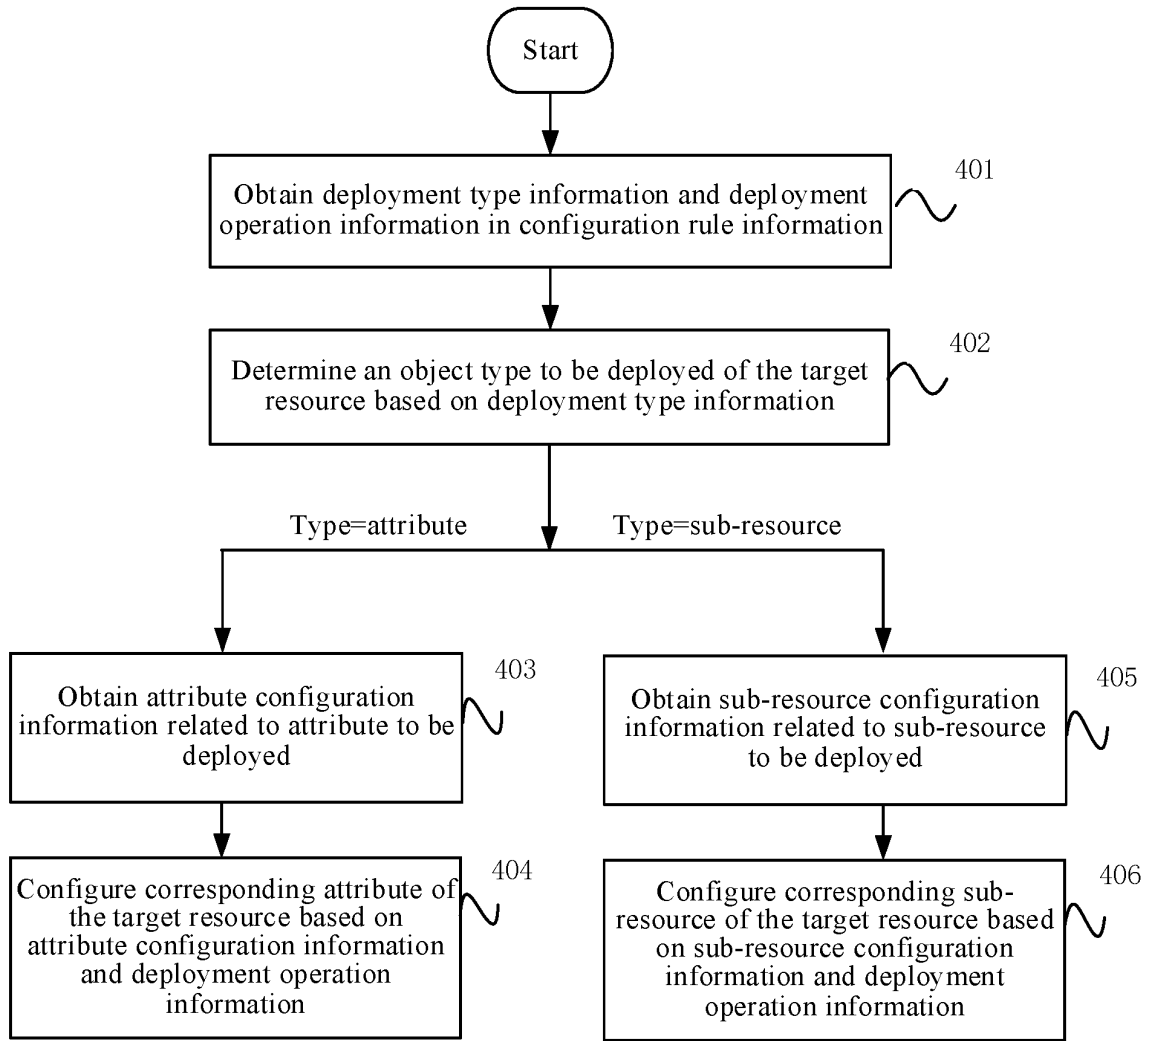 Start
401
Obtain deployment type information and deployment
operation information in configuration rule information
402
Determine an object type to be deployed of the target
resource based on deployment type information
Type=attribute
Type=sub-resource
403
Obtain attribute configuration
information related to attribute to be
deployed
405
Obtain sub-resource configuration
information related to sub-resource
to be deployed
404
Configure corresponding attribute of
the target resource based on
attribute configuration information
and deployment operation
information
406
Configure corresponding sub-
resource of the target resource based
on sub-resource configuration
information and deployment
operation information